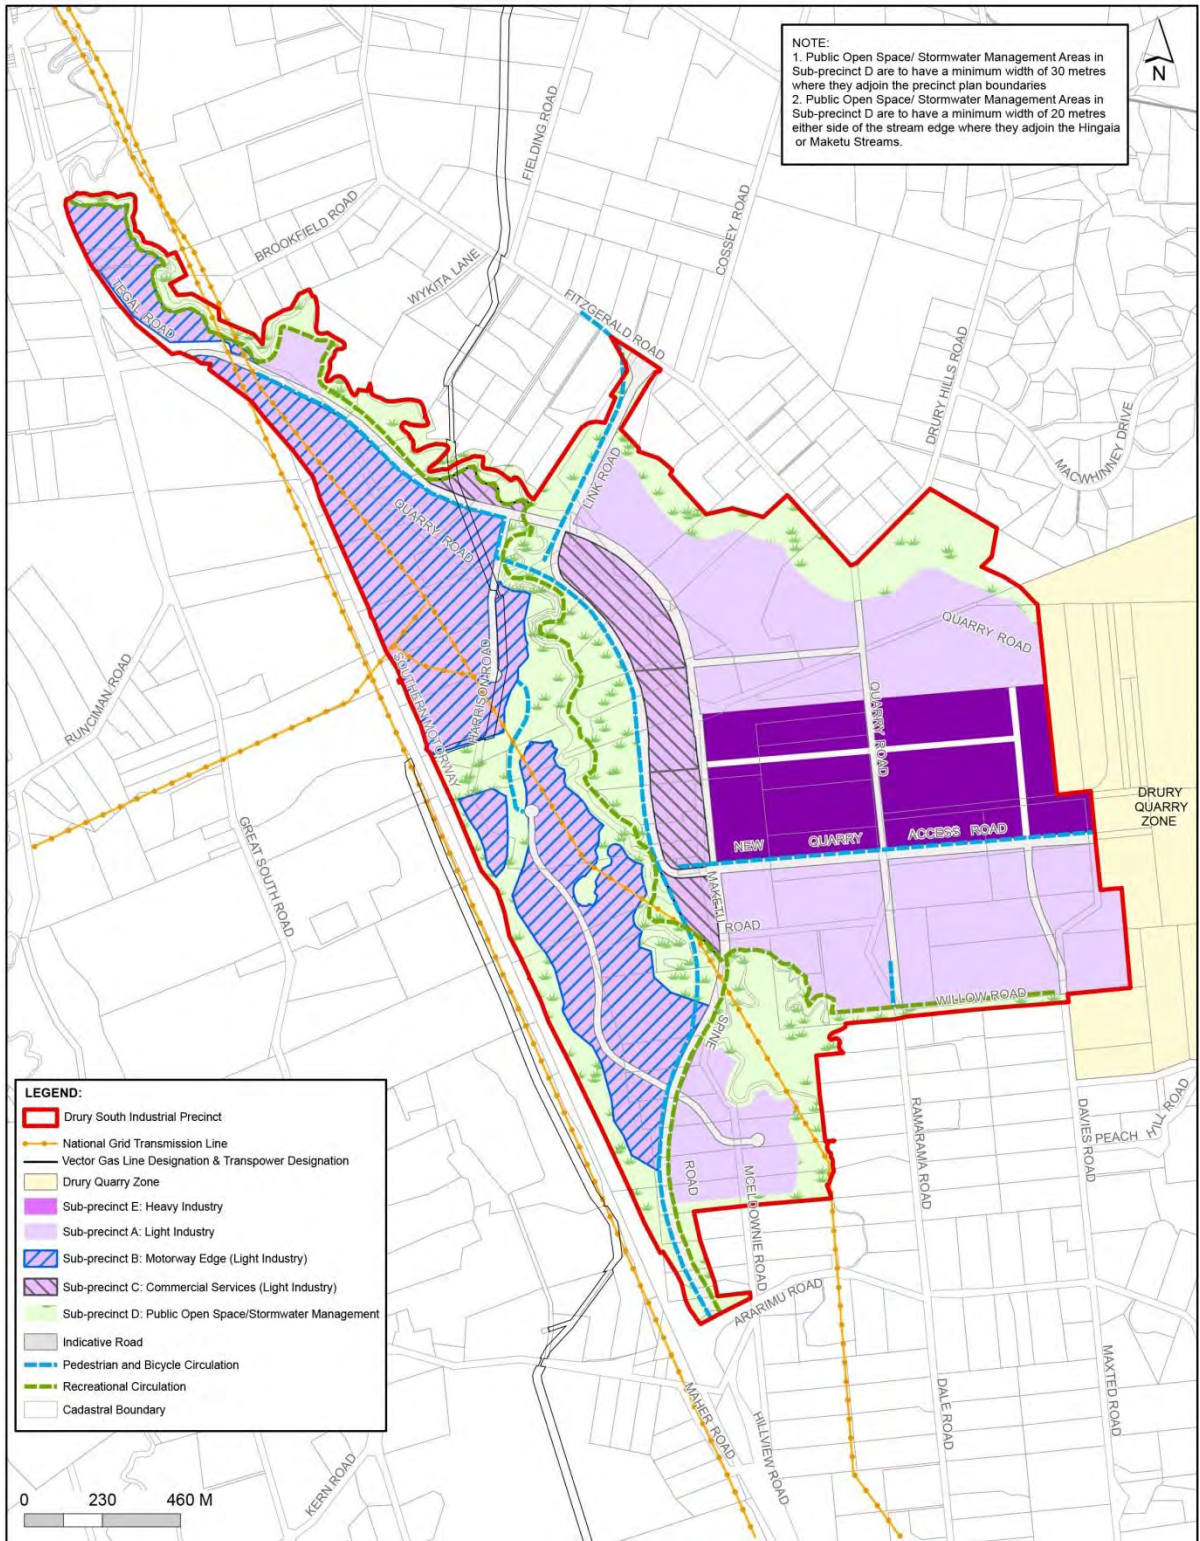 NOTE:
1. Public Open Space/ Stormwater Management Areas in
Sub-precinct D are to have a minimum width of 30 metres
where they adjoin the precinct plan boundaries
2. Public Open Space/ Stormwater Management Areas in
Sub-precinct D are to have a minimum width of 20 metres
either side of the stream edge where they adjoin the Hingaia
or Maketu Streams.
N
FIELDING ROAD
BROOKFIELD ROAD
COSSEY ROAD
WYKITA LANE
TEGAL ROAD
FITZGERALD ROAD
DRURY HILLS ROAD
MACWHINNEY DRIVE
LINK ROAD
QUARRY ROAD
QUARRY ROAD
RUNCIMAN ROAD
HARRISON ROAD
SOUTHERN MOTORWAY
QUARRY ROAD
DRURY
QUARRY
ZONE
GREAT SOUTH ROAD
NEW QUARRY ACCESS ROAD
MAKETU
ROAD
WILLOW ROAD
SPINE
ROAD
MCELDOWNIE ROAD
RAMARAMA ROAD
DAVIES ROAD
PEACH HILL ROAD
ARARIMU ROAD
MAHER ROAD
HILLVIEW ROAD
DALE ROAD
MAXTED ROAD
KERN ROAD
LEGEND:
Drury South Industrial Precinct
National Grid Transmission Line
Vector Gas Line Designation & Transpower Designation
Drury Quarry Zone
Sub-precinct E: Heavy Industry
Sub-precinct A: Light Industry
Sub-precinct B: Motorway Edge (Light Industry)
Sub-precinct C: Commercial Services (Light Industry)
Sub-precinct D: Public Open Space/Stormwater Management
Indicative Road
Pedestrian and Bicycle Circulation
Recreational Circulation
Cadastral Boundary
0 230 460 M